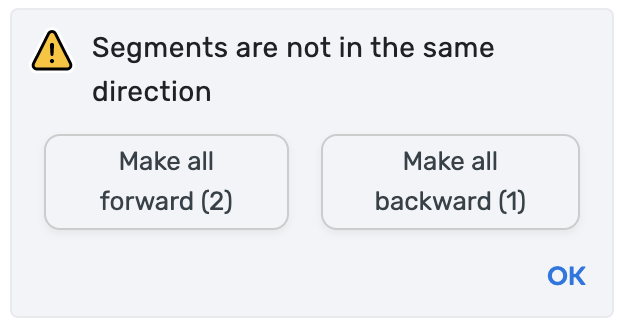 Segments are not in the same
direction
Make all
forward (2)
Make all
backward (1)
OK